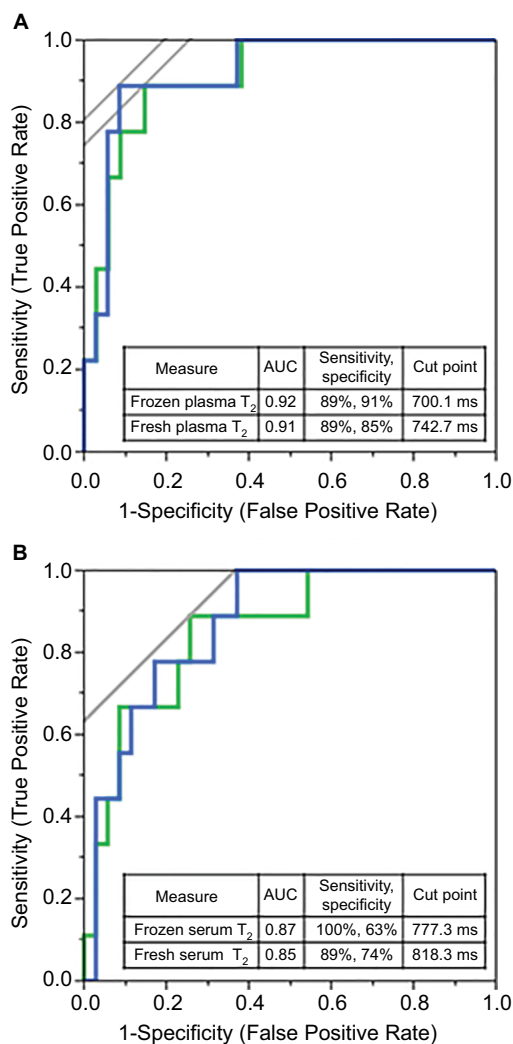 A
1.0
0.8
0.6
0.4
0.2
0.0
Sensitivity (True Positive Rate)
Measure AUC Sensitivity, specificity Cut point
Frozen plasma T2 0.92 89%, 91% 700.1 ms
Fresh plasma T2 0.91 89%, 85% 742.7 ms
0.0 0.2 0.4 0.6 0.8 1.0
1-Specificity (False Positive Rate)
B
1.0
0.8
0.6
0.4
0.2
0.0
Sensitivity (True Positive Rate)
Measure AUC Sensitivity, specificity Cut point
Frozen serum T2 0.87 100%, 63% 777.3 ms
Fresh serum T2 0.85 89%, 74% 818.3 ms
0.0 0.2 0.4 0.6 0.8 1.0
1-Specificity (False Positive Rate)